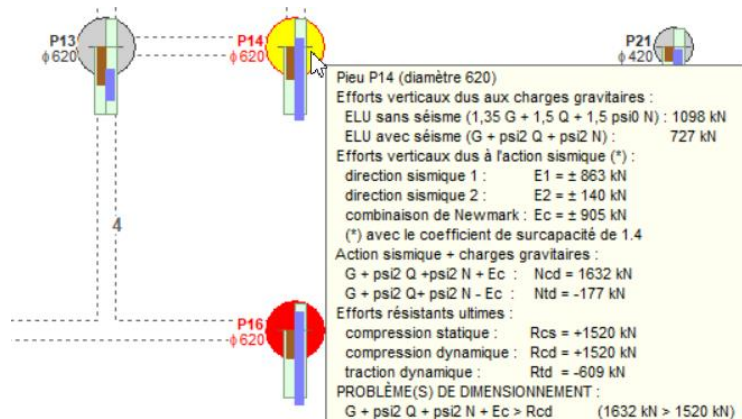 P13
ϕ620
P14
ϕ620
P21
ϕ420
4
P16
ϕ620
Pieu P14 (diamètre 620)
Efforts verticaux dus aux charges gravitaires :
ELU sans séisme (1,35 G + 1,5 Q + 1,5 psi0 N) : 1098 kN
ELU avec séisme (G + psi2 Q + psi2 N) : 727 kN
Efforts verticaux dus à l'action sismique (*) :
direction sismique 1 : E1 = ± 863 kN
direction sismique 2 : E2 = ± 140 kN
combinaison de Newmark : Ec = ± 905 kN
(*) avec le coefficient de surcapacité de 1.4
Action sismique + charges gravitaires :
G + psi2 Q +psi2 N + Ec : Ncd = 1632 kN
G + psi2 Q+ psi2 N - Ec : Ntd = -177 kN
Efforts résistants ultimes :
compression statique : Rcs = +1520 kN
compression dynamique : Rcd = +1520 kN
traction dynamique : Rtd = -609 kN
PROBLÈME(S) DE DIMENSIONNEMENT :
G + psi2 Q + psi2 N + Ec > Rcd (1632 kN > 1520 kN)